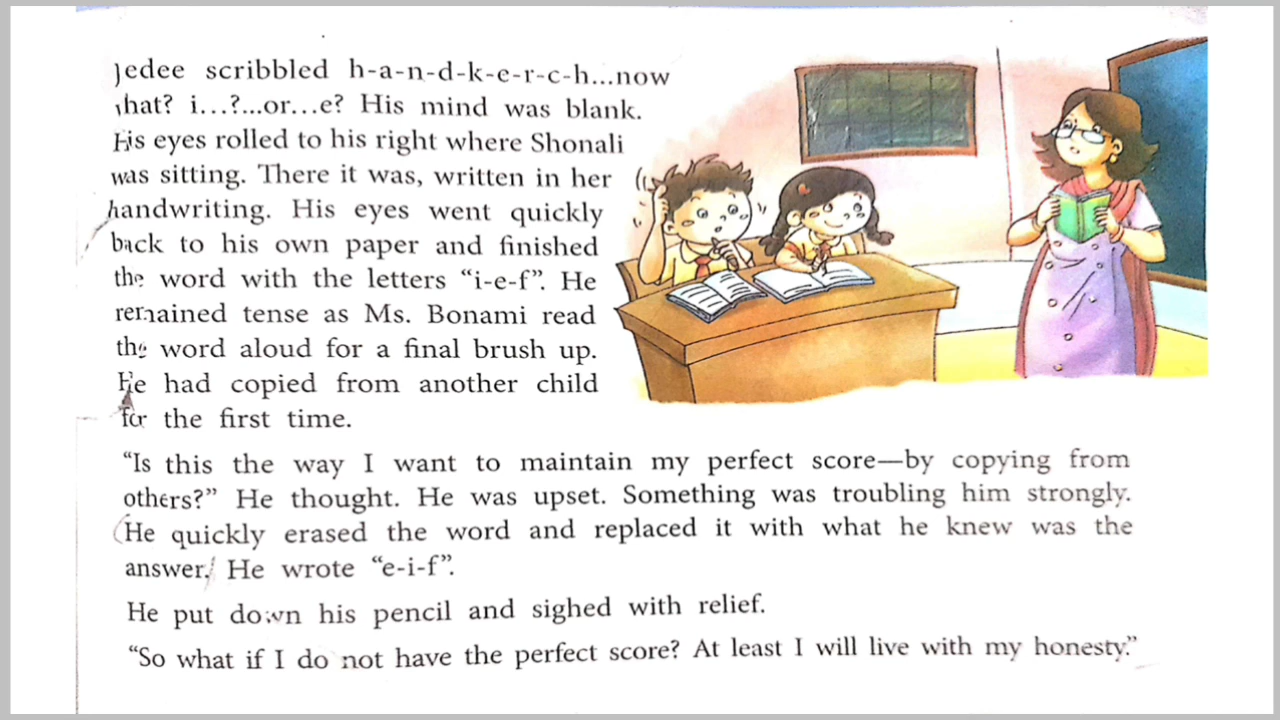 Jedee scribbled h-a-n-d-k-e-r-c-h...now
what? i...?...or...e? His mind was blank.
His eyes rolled to his right where Shonali
was sitting. There it was, written in her
handwriting. His eyes went quickly
back to his own paper and finished
the word with the letters “i-e-f”. He
remained tense as Ms. Bonami read
the word aloud for a final brush up.
He had copied from another child
for the first time.
“Is this the way I want to maintain my perfect score—by copying from
others?” He thought. He was upset. Something was troubling him strongly.
He quickly erased the word and replaced it with what he knew was the
answer. He wrote “e-i-f”.
He put down his pencil and sighed with relief.
“So what if I do not have the perfect score? At least I will live with my honesty.”